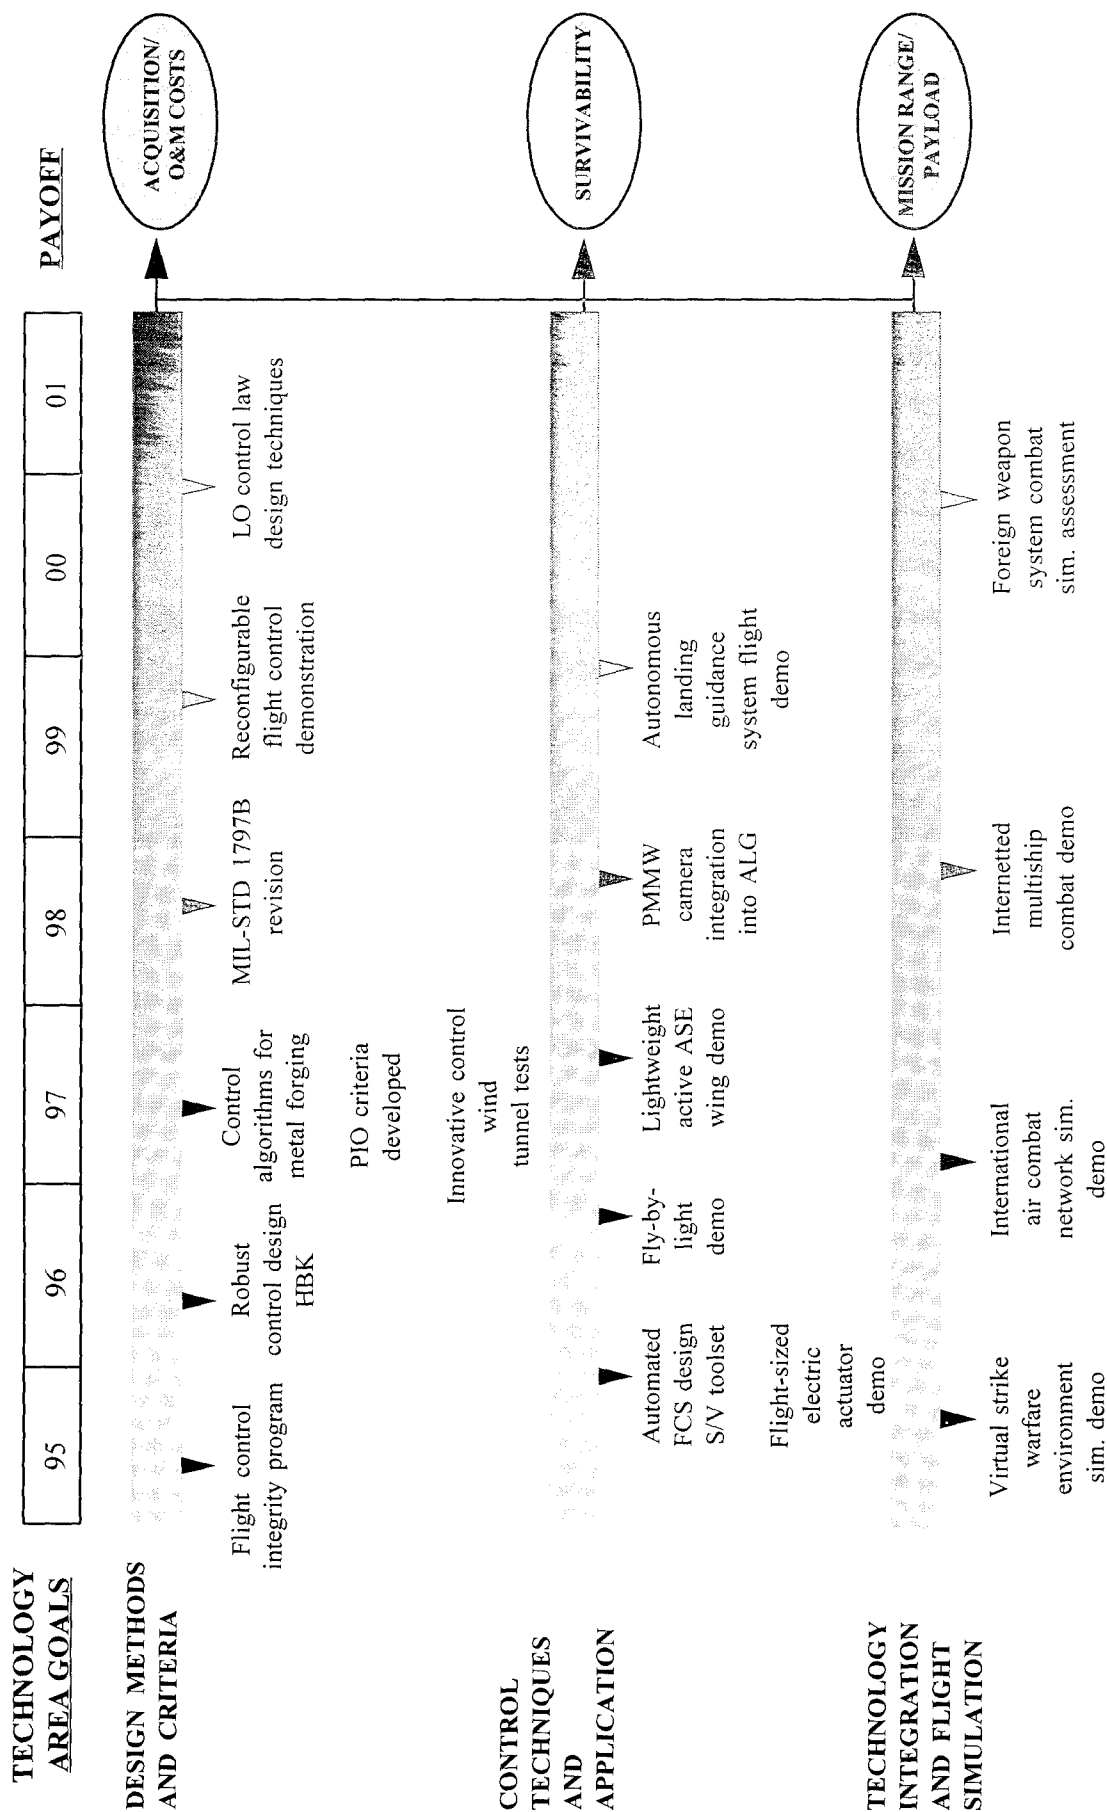 TECHNOLOGY
AREA GOALS
95
96
97
98
99
00
01
PAYOFF
DESIGN METHODS
AND CRITERIA
Flight control
integrity program
Robust
control design
HBK
Control
algorithms for
metal forging
PIO criteria
developed
MIL-STD 1797B
revision
Reconfigurable
flight control
demonstration
LO control law
design techniques
ACQUISITION/
O&M COSTS
CONTROL
TECHNIQUES
AND
APPLICATION
Innovative control
wind
tunnel tests
Automated
FCS design
S/V toolset
Flight-sized
electric
actuator
demo
Fly-by-
light
demo
Lightweight
active ASE
wing demo
PMMW
camera
integration
into ALG
Autonomous
landing
guidance
system flight
demo
SURVIVABILITY
TECHNOLOGY
INTEGRATION
AND FLIGHT
SIMULATION
Virtual strike
warfare
environment
sim. demo
International
air combat
network sim.
demo
Internetted
multiship
combat demo
Foreign weapon
system combat
sim. assessment
MISSION RANGE/
PAYLOAD